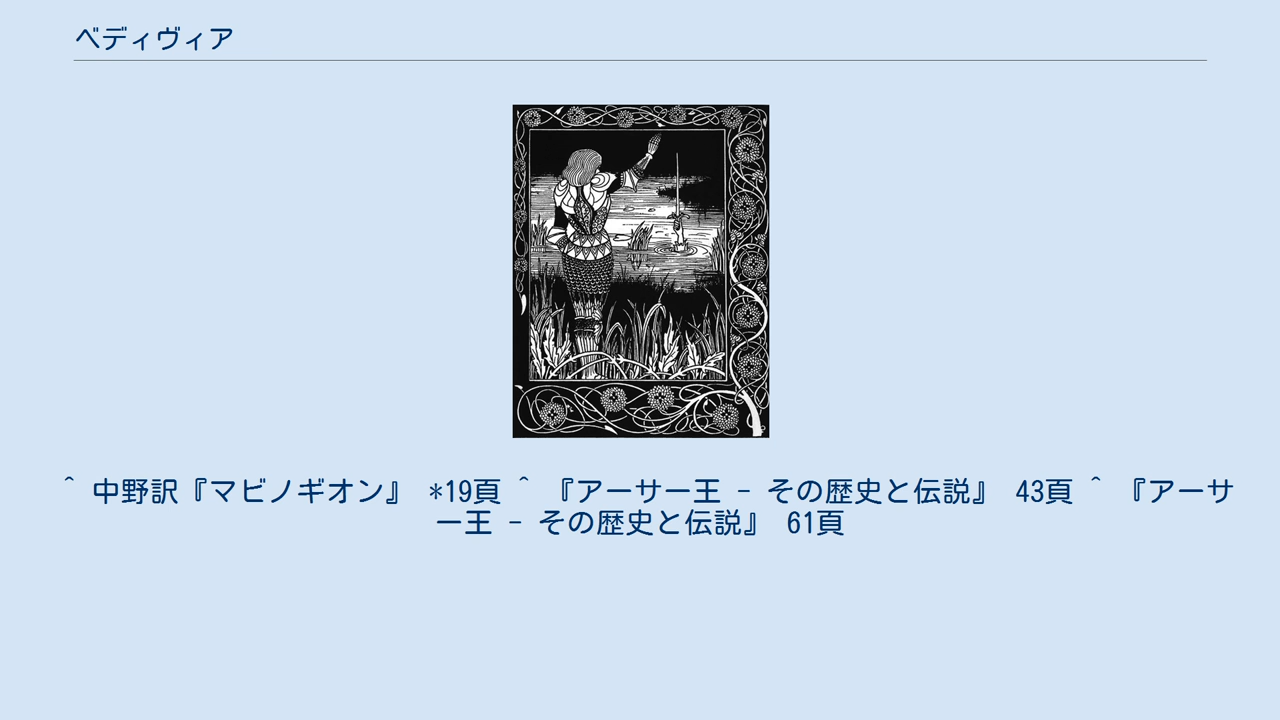 ベディヴィア
^ 中野訳『マビノギオン』 *19頁 ^ 『アーサー王 - その歴史と伝説』 43頁 ^ 『アーサ
ー王 - その歴史と伝説』 61頁